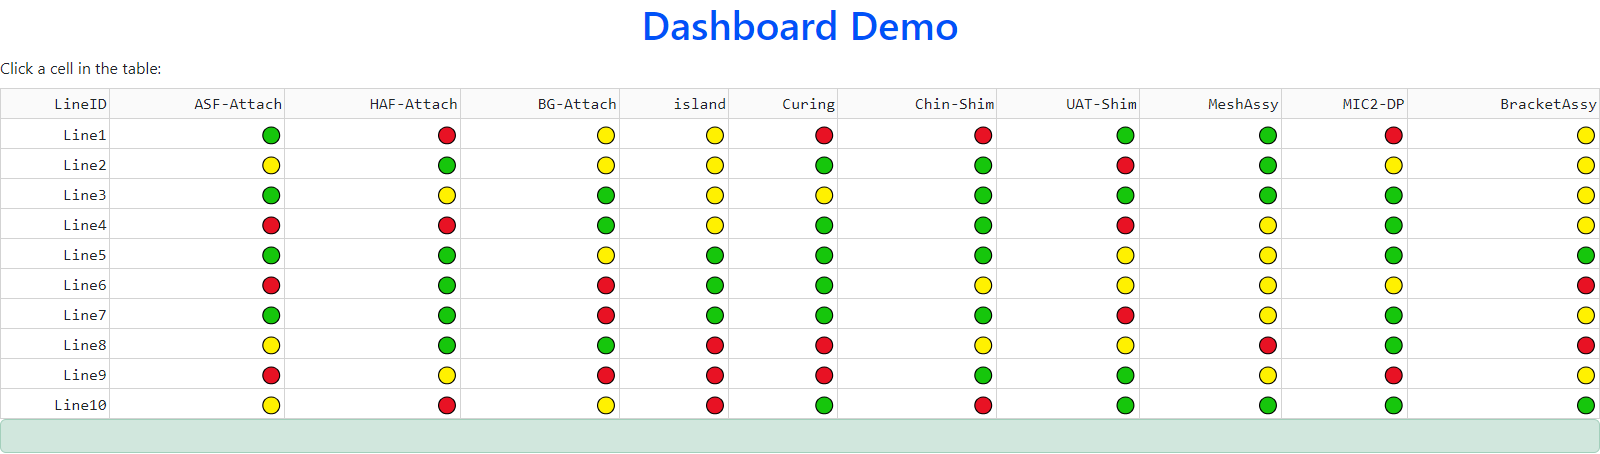 Dashboard Demo
Click a cell in the table:
LineID ASF-Attach HAF-Attach BG-Attach island Curing Chin-Shim UAT-Shim MeshAssy MIC2-DP BracketAssy
Line1
Line2
Line3
Line4
Line5
Line6
Line7
Line8
Line9
Line10